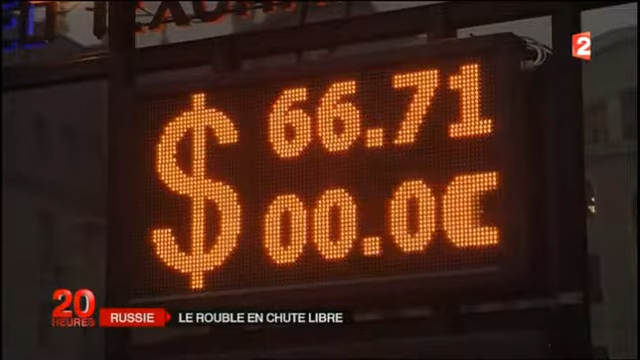 2
$ 66.71
00.0
20
HEURES
RUSSIE
LE ROUBLE EN CHUTE LIBRE